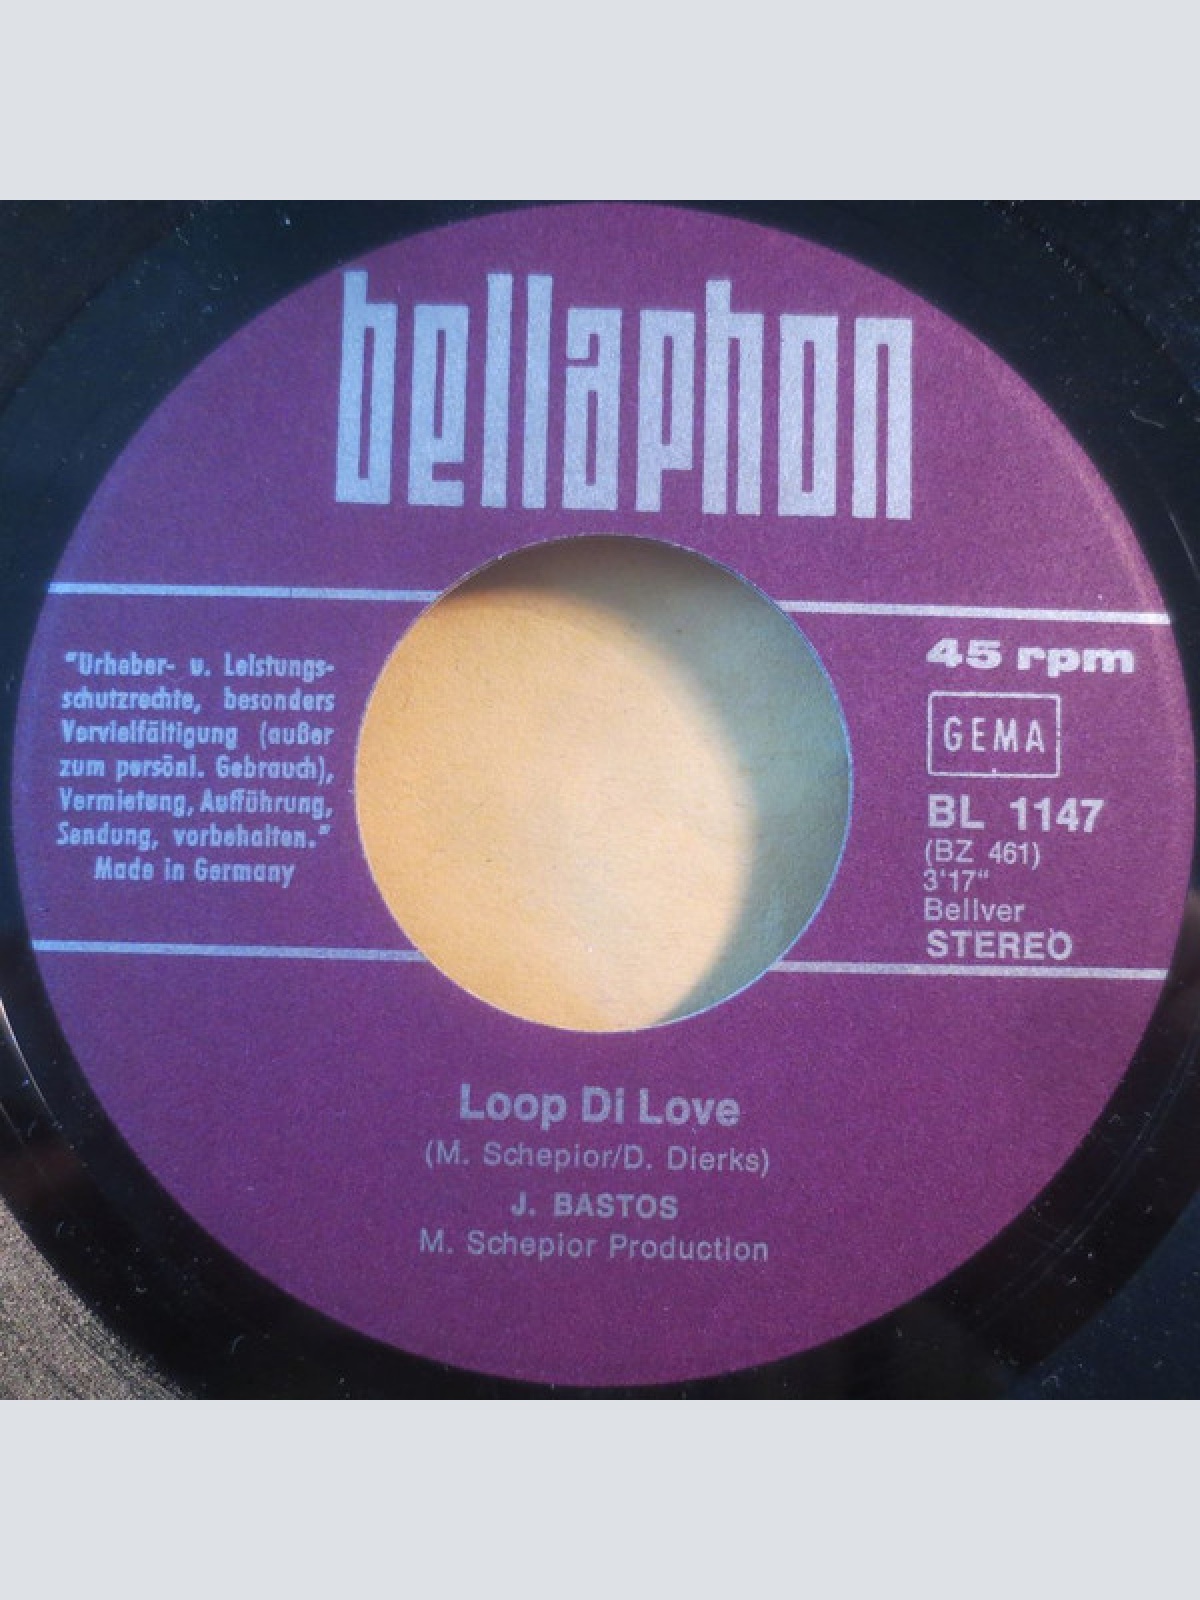 bellaphon
"Urheber- u. Leistungs-
schutzrechte, besonders
Vervielfältigung (außer
zum persönl. Gebrauch),
Vermietung, Aufführung,
Sendung, vorbehalten."
Made in Germany
45 rpm
GEMA
BL 1147
(BZ 461)
3'17"
Bellver
STEREO
Loop Di Love
(M. Schepior/D. Dierks)
J. BASTOS
M. Schepior Production